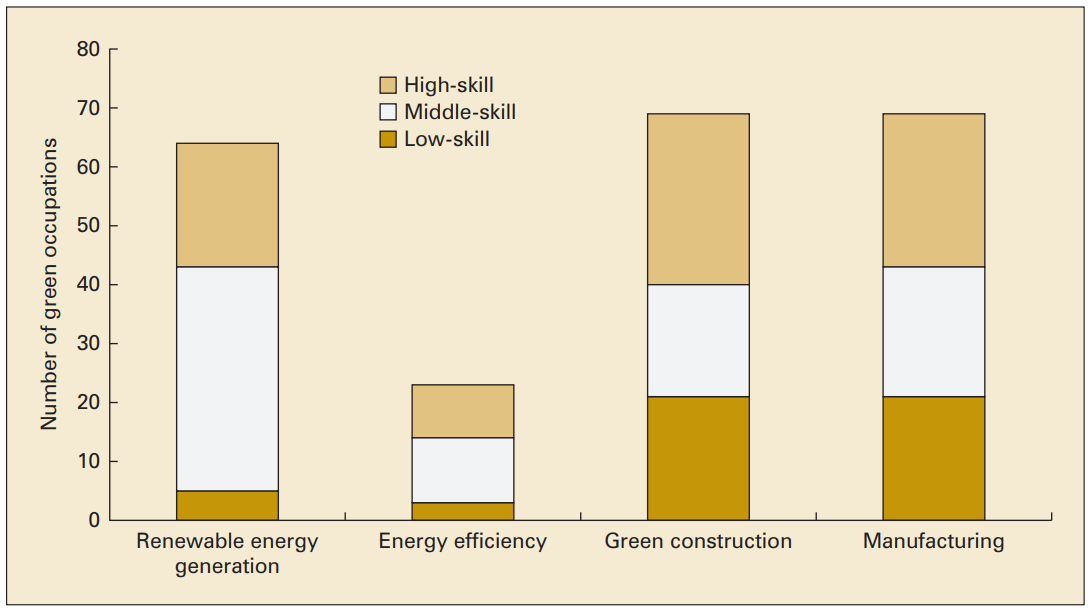 Number of green occupations
80
70
60
50
40
30
20
10
0
High-skill
Middle-skill
Low-skill
Renewable energy
generation
Energy efficiency
Green construction
Manufacturing